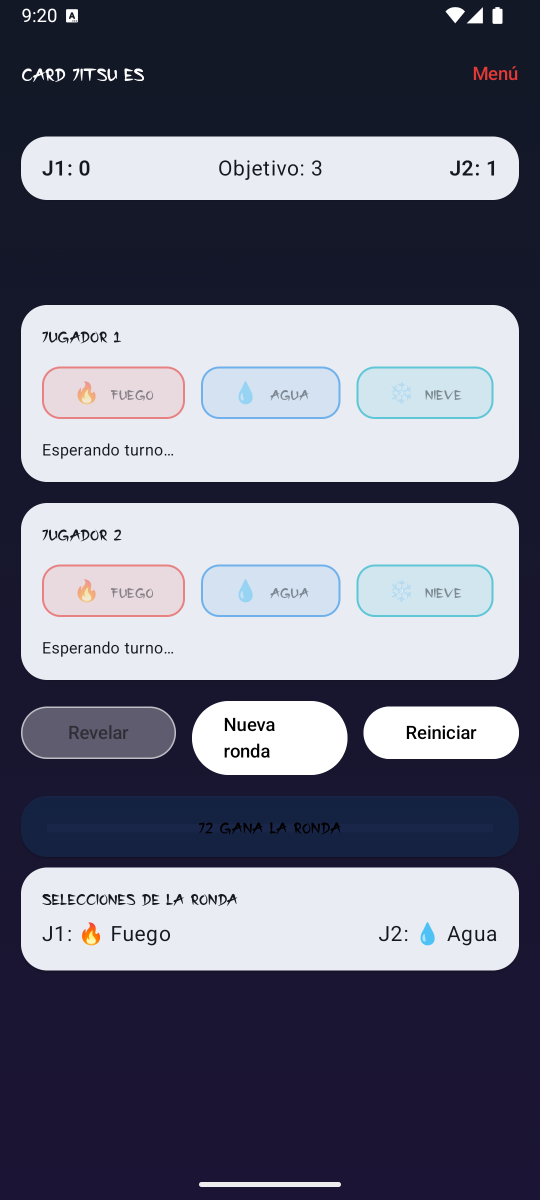 9:20
CARD JITSU ES
Menú
J1: 0 Objetivo: 3 J2: 1
JUGADOR 1
🔥 FUEGO 💧 AGUA ❄️ NIEVE
Esperando turno...
JUGADOR 2
🔥 FUEGO 💧 AGUA ❄️ NIEVE
Esperando turno...
Revelar Nueva ronda Reiniciar
J2 GANA LA RONDA
SELECCIONES DE LA RONDA
J1: 🔥 Fuego J2: 💧 Agua